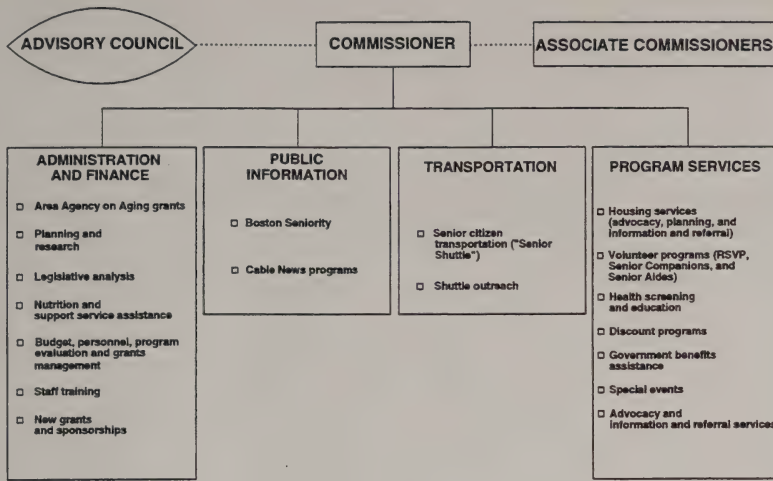 ADVISORY COUNCIL
COMMISSIONER
ASSOCIATE COMMISSIONERS
ADMINISTRATION
AND FINANCE
Area Agency on Aging grants
Planning and
research
Legislative analysis
Nutrition and
support service assistance
Budget, personnel, program
evaluation and grants
management
Staff training
New grants
and sponsorships
PUBLIC
INFORMATION
Boston Seniority
Cable News programs
TRANSPORTATION
Senior citizen
transportation ("Senior
Shuttle")
Shuttle outreach
PROGRAM SERVICES
Housing services
(advocacy, planning, and
information and referral)
Volunteer programs (RSVP,
Senior Companions, and
Senior Aides)
Health screening
and education
Discount programs
Government benefits
assistance
Special events
Advocacy and
information and referral services